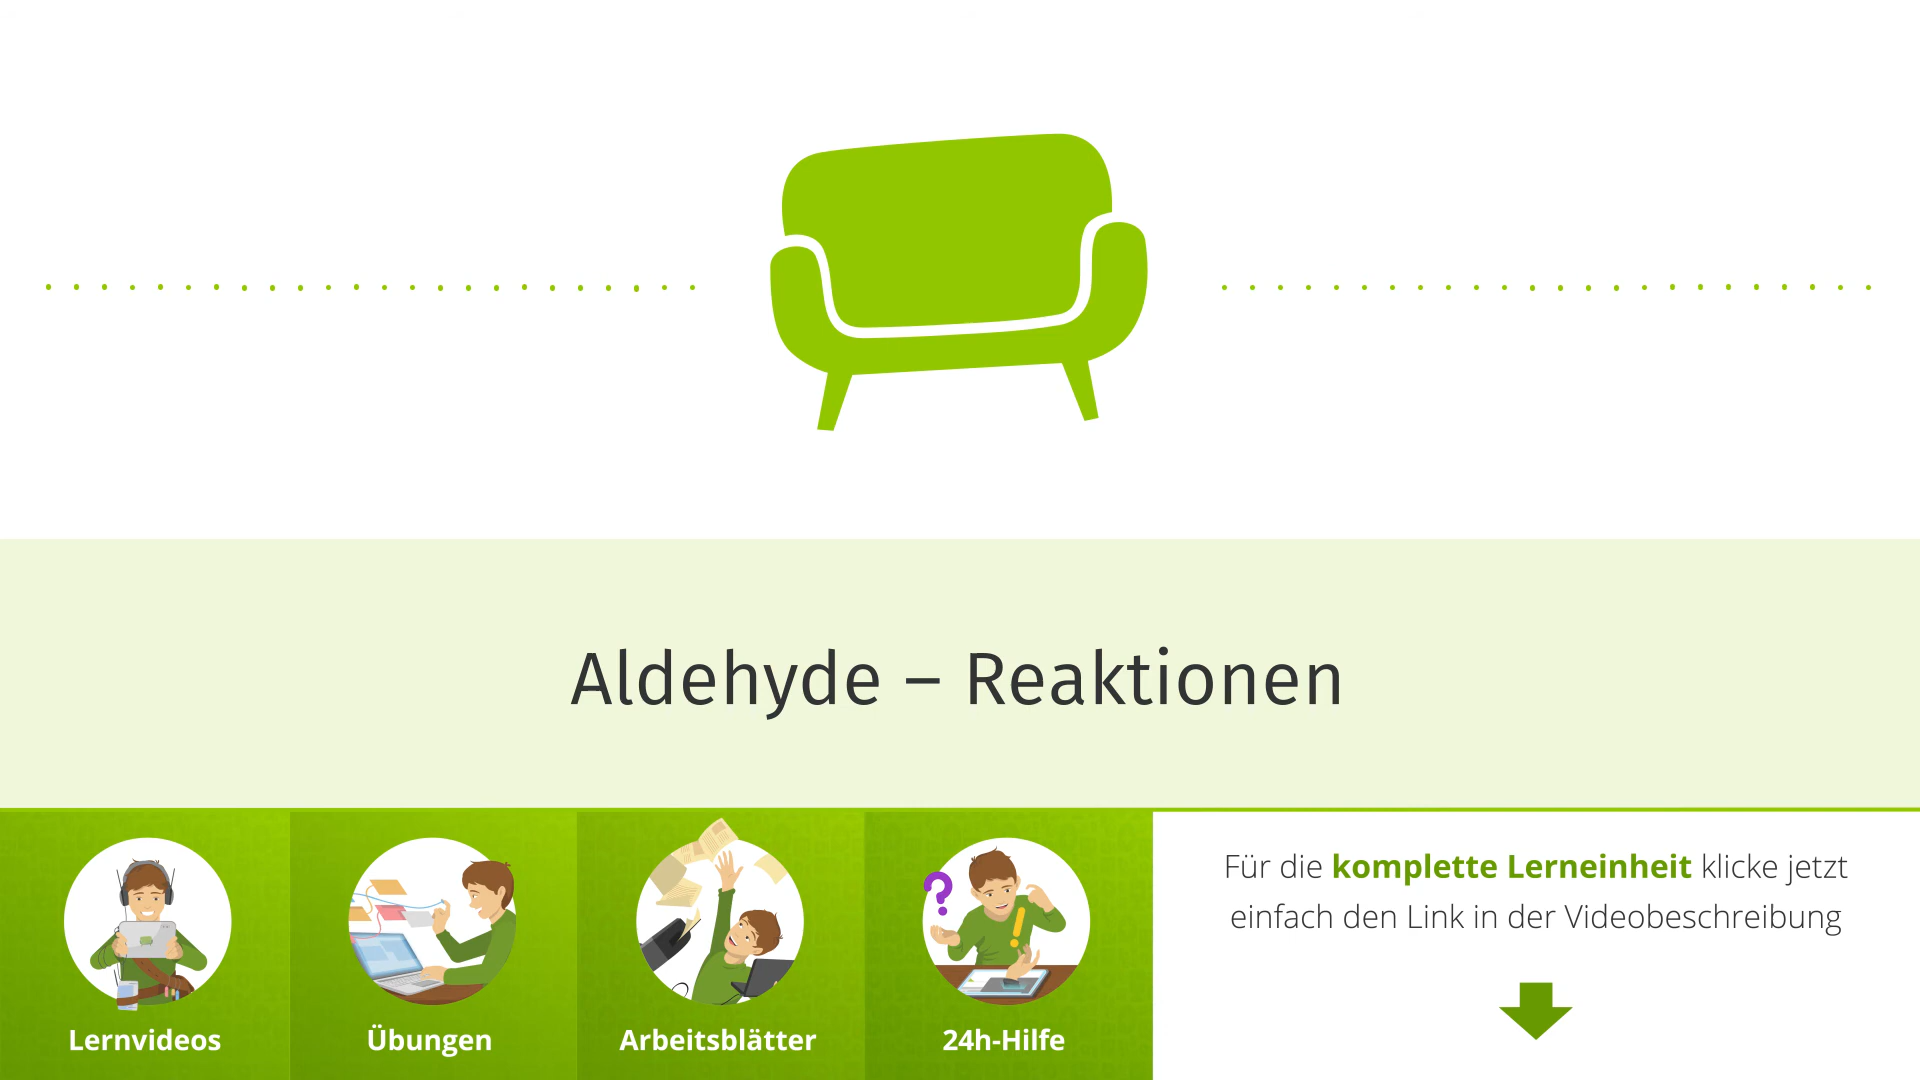 Aldehyde – Reaktionen
Lernvideos
Übungen
Arbeitsblätter
24h-Hilfe
Für die komplette Lerneinheit klicke jetzt
einfach den Link in der Videobeschreibung